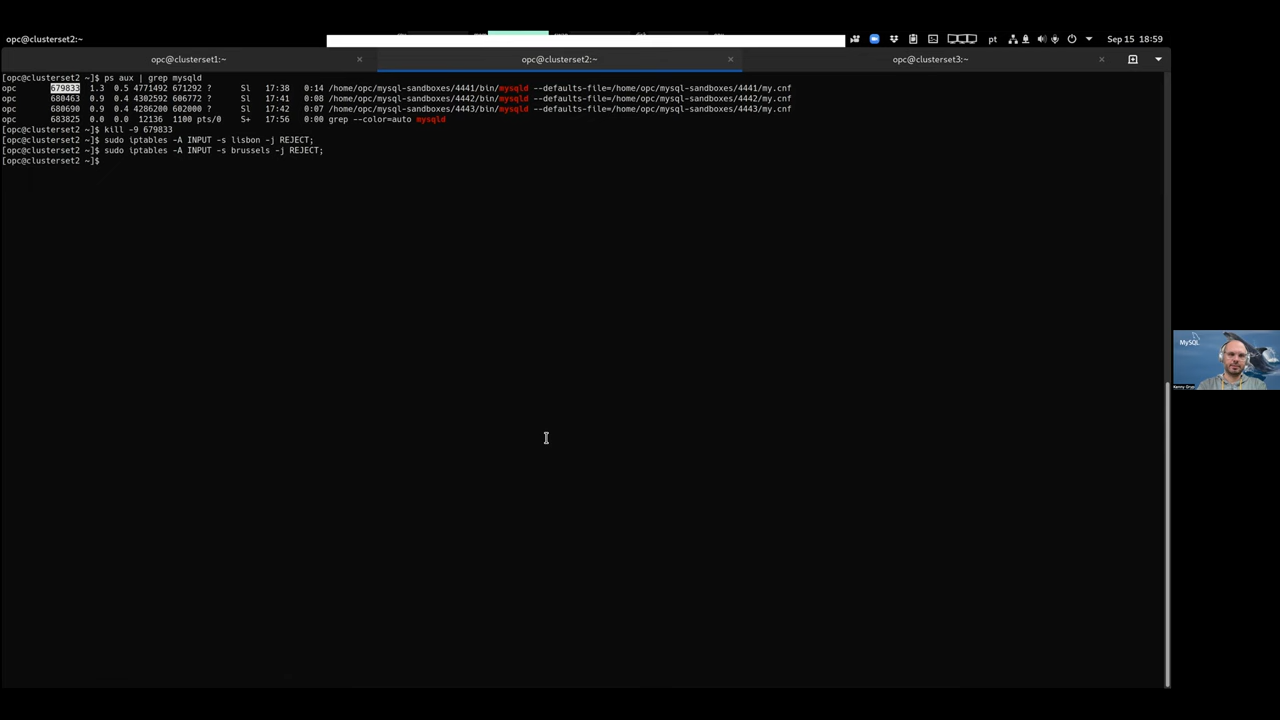 opc@clusterset2:~
pt
Sep 15 18:59
opc@clusterset1:~
opc@clusterset2:~
opc@clusterset3:~
[opc@clusterset2 ~]$ ps aux | grep mysqld
opc 679833 1.3 0.5 4771492 671292 ? Sl 17:38 0:14 /home/opc/mysql-sandboxes/4441/bin/mysqld --defaults-file=/home/opc/mysql-sandboxes/4441/my.cnf
opc 680463 0.9 0.4 4302592 606772 ? Sl 17:41 0:08 /home/opc/mysql-sandboxes/4442/bin/mysqld --defaults-file=/home/opc/mysql-sandboxes/4442/my.cnf
opc 680690 0.9 0.4 4286200 602000 ? Sl 17:42 0:07 /home/opc/mysql-sandboxes/4443/bin/mysqld --defaults-file=/home/opc/mysql-sandboxes/4443/my.cnf
opc 683825 0.0 0.0 12136 1100 pts/0 S+ 17:56 0:00 grep --color=auto mysqld
[opc@clusterset2 ~]$ kill -9 679833
[opc@clusterset2 ~]$ sudo iptables -A INPUT -s lisbon -j REJECT;
[opc@clusterset2 ~]$ sudo iptables -A INPUT -s brussels -j REJECT;
[opc@clusterset2 ~]$
MySQL